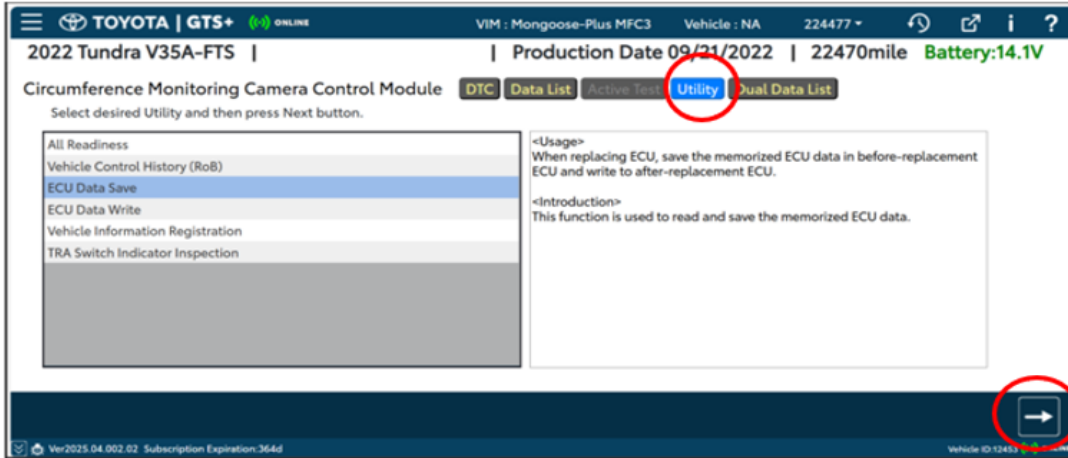 TOYOTA | GTS+ ONLINE VIM : Mongoose-Plus MFC3 Vehicle : NA 224477 i ?
2022 Tundra V35A-FTS | | Production Date 09/21/2022 | 22470mile Battery:14.1V
Circumference Monitoring Camera Control Module DTC Data List Active Test Utility Dual Data List
Select desired Utility and then press Next button.
All Readiness
Vehicle Control History (RoB)
ECU Data Save
ECU Data Write
Vehicle Information Registration
TRA Switch Indicator Inspection
<Usage>
When replacing ECU, save the memorized ECU data in before-replacement
ECU and write to after-replacement ECU.
<Introduction>
This function is used to read and save the memorized ECU data.
Ver2025.04.002.02 Subscription Expiration:364d Vehicle ID:12453 ONLINE